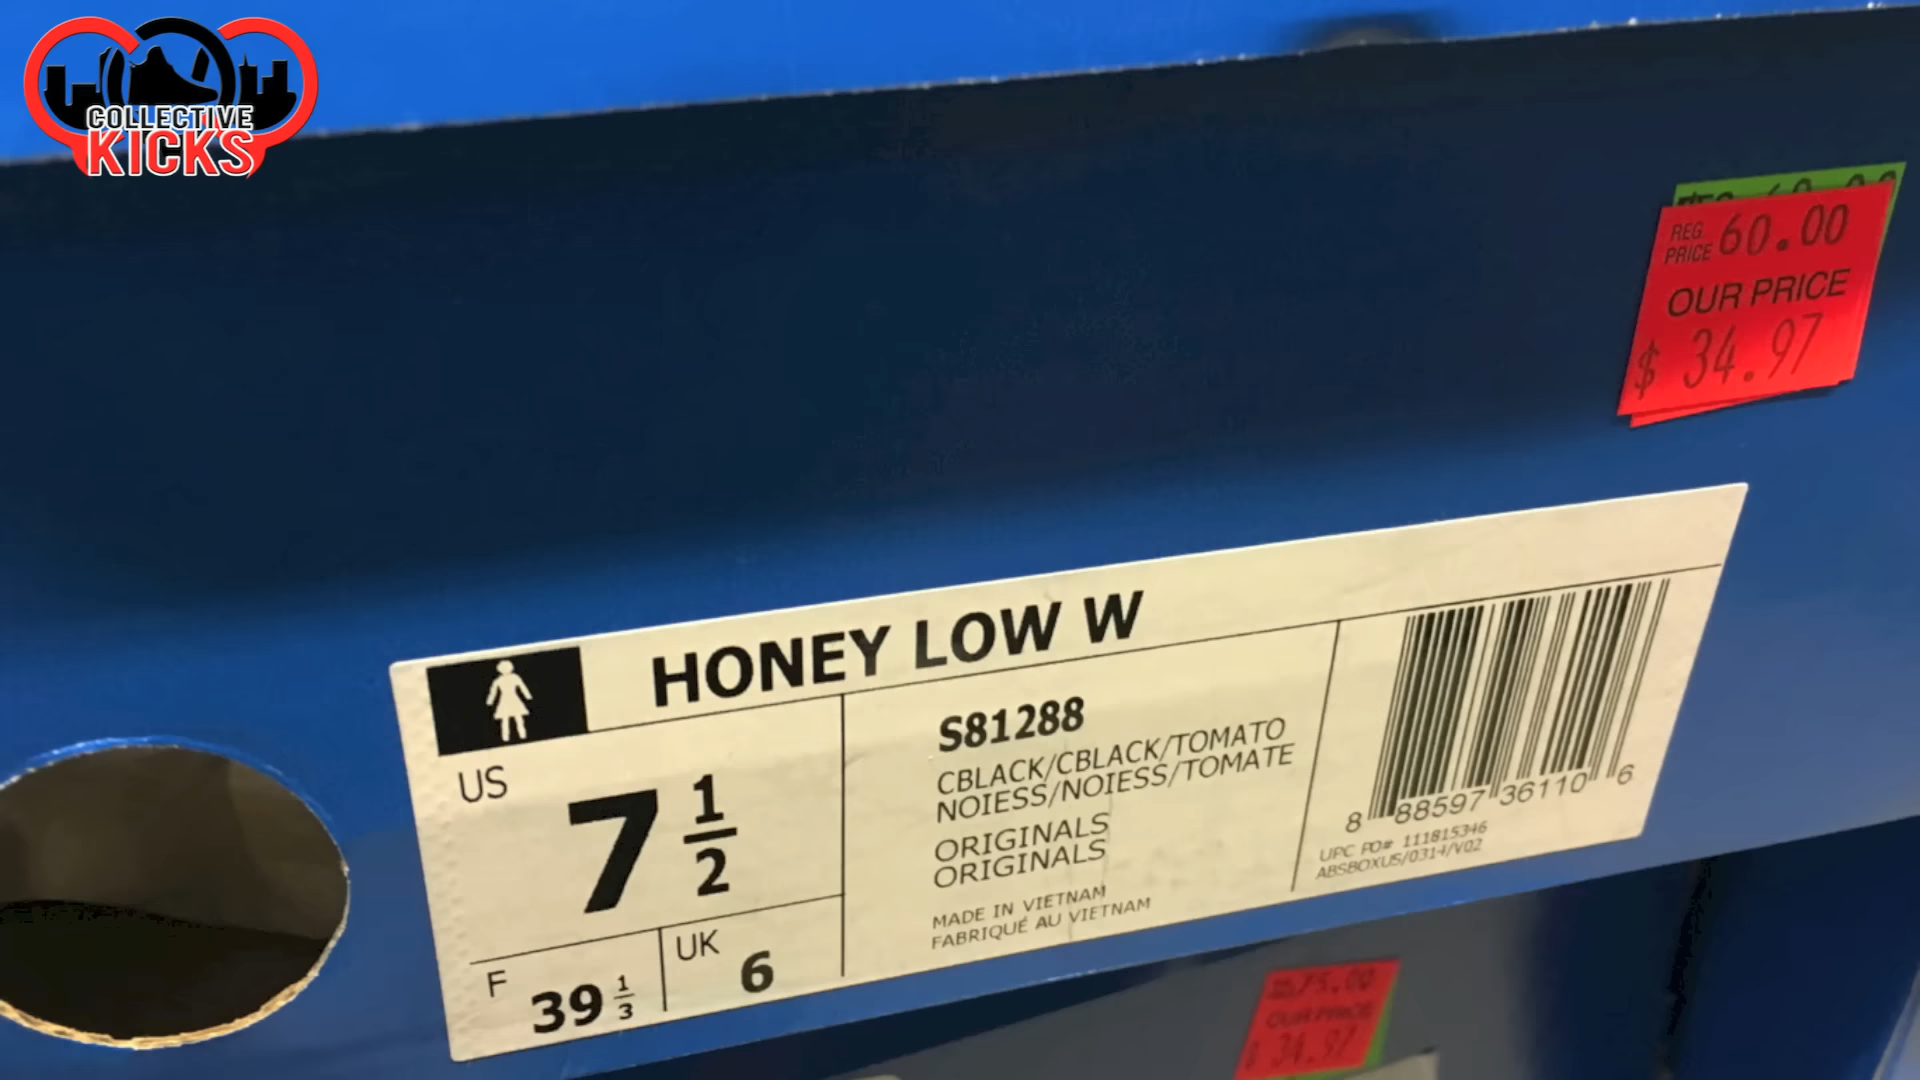 COLLECTIVE
KICKS
REG. PRICE 60.00
OUR PRICE
$ 34.97
HONEY LOW W
US
7 1/2
F
39 1/3
UK
6
S81288
CBLACK/CBLACK/TOMATO
NOIESS/NOIESS/TOMATE
ORIGINALS
ORIGINALS
MADE IN VIETNAM
FABRIQUÉ AU VIETNAM
8 88597 36110 6
UPC PO# 111815346
ABSBOXUS/0314/V02
75.00
OUR PRICE
$ 34.97